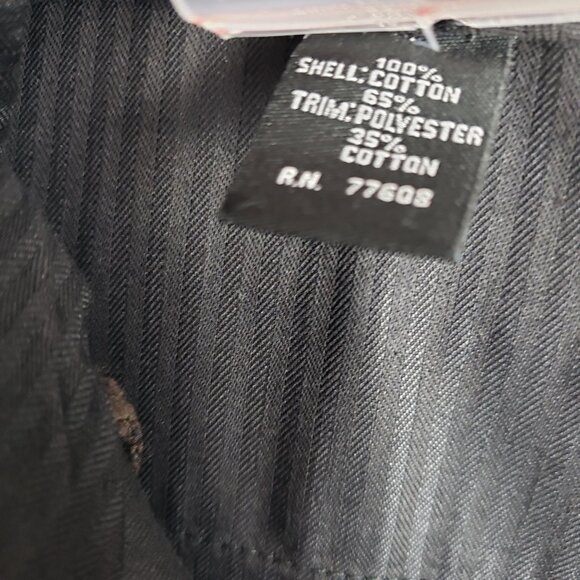 100%
SHELL:COTTON
65%
TRIM:POLYESTER
35%
COTTON
R.N. 77608